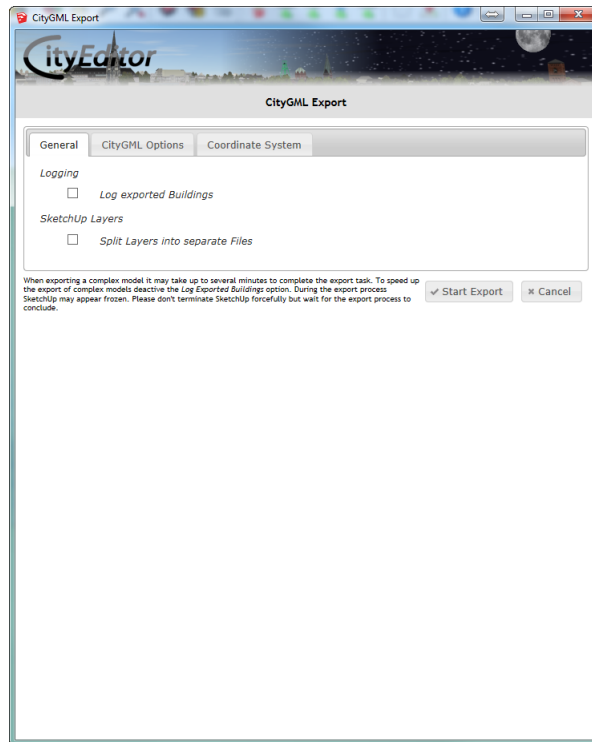 CityGML Export
CityEditor
CityGML Export
General CityGML Options Coordinate System
Logging
Log exported Buildings
SketchUp Layers
Split Layers into separate Files
When exporting a complex model it may take up to several minutes to complete the export task. To speed up
the export of complex models deactive the Log Exported Buildings option. During the export process
SketchUp may appear frozen. Please don't terminate SketchUp forcefully but wait for the export process to
conclude.
Start Export Cancel